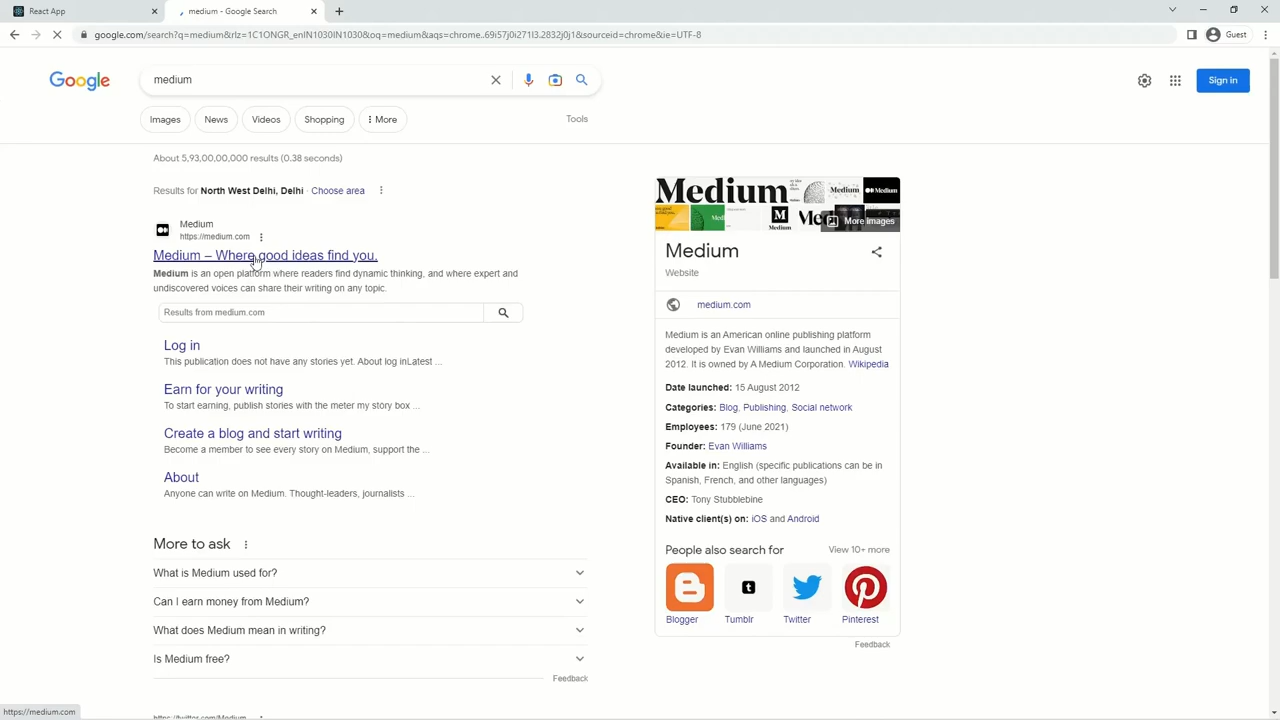 React App
medium - Google Search
google.com/search?q=medium&rlz=1C1ONGR_enIN1030IN1030&oq=medium&aqs=chrome..69i57j0i271l3.2832j0j1&sourceid=chrome&ie=UTF-8
Guest
Google
medium
Sign in
Images
News
Videos
Shopping
More
Tools
About 5,93,00,00,000 results (0.38 seconds)
Results for North West Delhi, Delhi · Choose area
Medium
https://medium.com
Medium – Where good ideas find you.
Medium is an open platform where readers find dynamic thinking, and where expert and
undiscovered voices can share their writing on any topic.
Results from medium.com
Log in
This publication does not have any stories yet. About log inLatest ...
Earn for your writing
To start earning, publish stories with the meter my story box ...
Create a blog and start writing
Become a member to see every story on Medium, support the ...
About
Anyone can write on Medium. Thought-leaders, journalists ...
More to ask
What is Medium used for?
Can I earn money from Medium?
What does Medium mean in writing?
Is Medium free?
Feedback
https://twitter.com/Medium
Medium
Medium
Medium
More images
Medium
Website
medium.com
Medium is an American online publishing platform
developed by Evan Williams and launched in August
2012. It is owned by A Medium Corporation. Wikipedia
Date launched: 15 August 2012
Categories: Blog, Publishing, Social network
Employees: 179 (June 2021)
Founder: Evan Williams
Available in: English (specific publications can be in
Spanish, French, and other languages)
CEO: Tony Stubblebine
Native client(s) on: iOS and Android
People also search for
View 10+ more
Blogger
Tumblr
Twitter
Pinterest
Feedback
https://medium.com